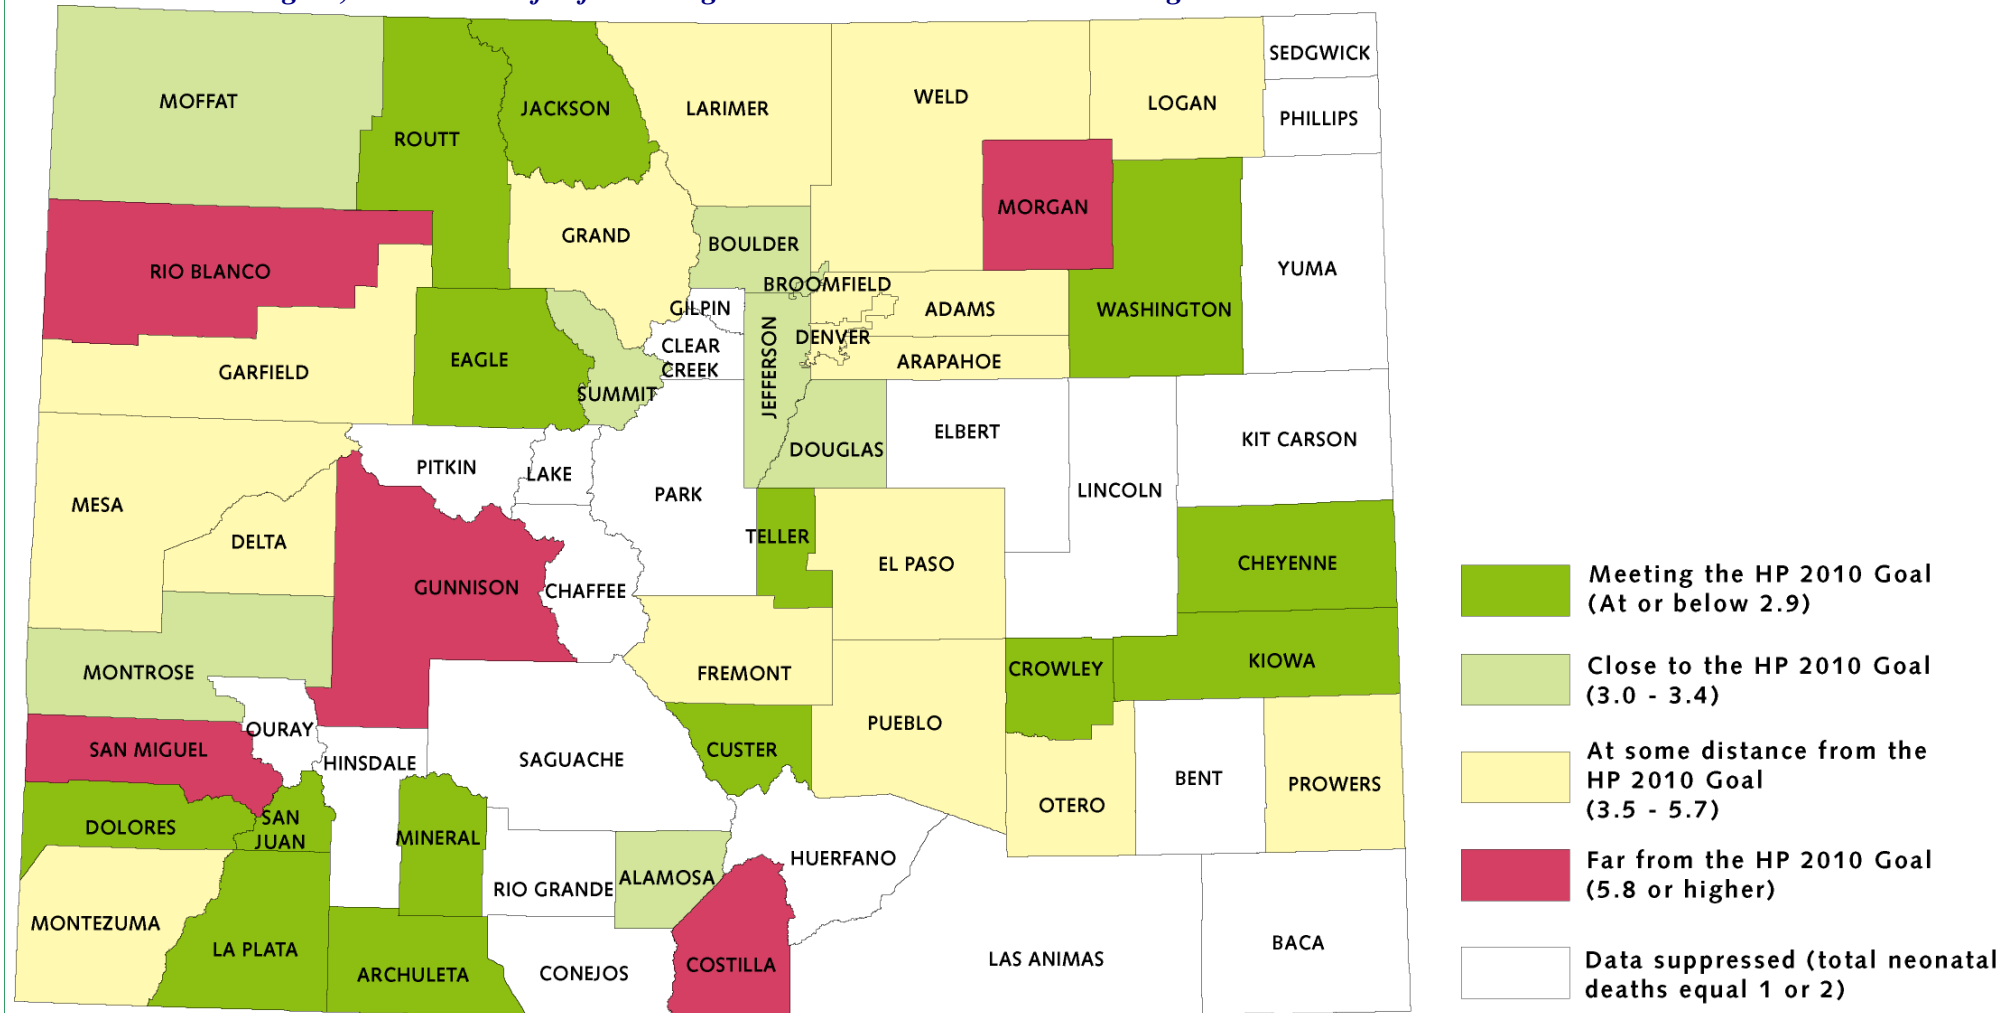 SEDGWICK
MOFFAT
JACKSON
LARIMER
WELD
LOGAN
PHILLIPS
ROUTT
MORGAN
GRAND
BOULDER
RIO BLANCO
YUMA
BROOMFIELD
GILPIN
ADAMS
WASHINGTON
DENVER
CLEAR
CREEK
EAGLE
ARAPAHOE
GARFIELD
JEFFERSON
SUMMIT
ELBERT
KIT CARSON
DOUGLAS
PITKIN
LAKE
PARK
LINCOLN
MESA
TELLER
DELTA
EL PASO
CHEYENNE
GUNNISON
CHAFFEE
MONTROSE
FREMONT
CROWLEY
KIOWA
OURAY
PUEBLO
SAN MIGUEL
HINSDALE
SAGUACHE
CUSTER
BENT
PROWERS
OTERO
DOLORES
SAN
JUAN
MINERAL
HUERFANO
RIO GRANDE
ALAMOSA
MONTEZUMA
LA PLATA
ARCHULETA
CONEJOS
COSTILLA
LAS ANIMAS
BACA
Meeting the HP 2010 Goal
(At or below 2.9)
Close to the HP 2010 Goal
(3.0 - 3.4)
At some distance from the
HP 2010 Goal
(3.5 - 5.7)
Far from the HP 2010 Goal
(5.8 or higher)
Data suppressed (total neonatal
deaths equal 1 or 2)